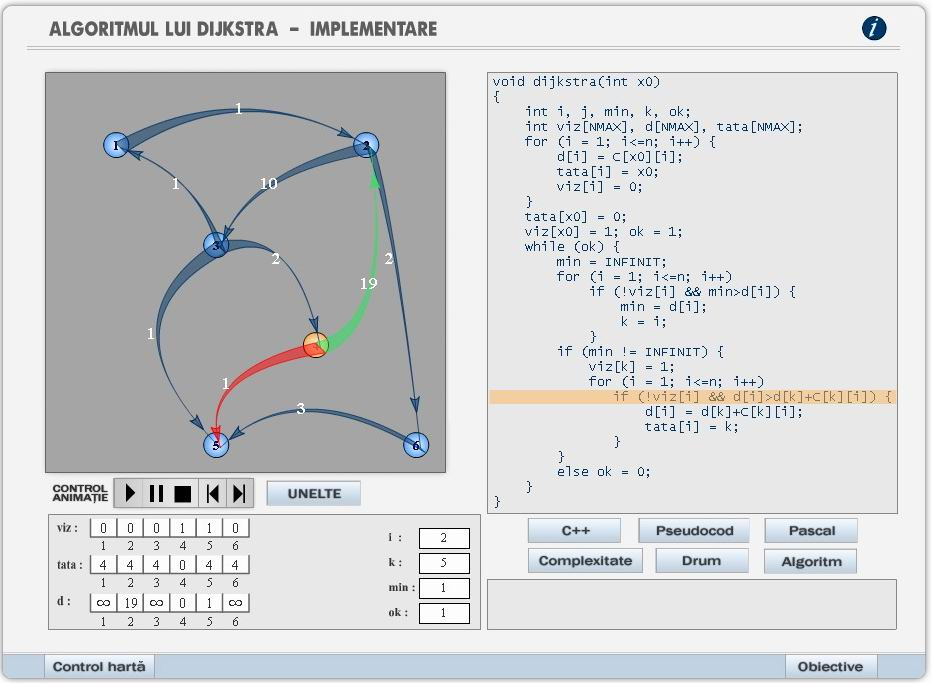 ALGORITMUL LUI DIJKSTRA – IMPLEMENTARE
i
1
1
2
1
10
3
2
2
19
1
4
1
3
5
6
void dijkstra(int x0)
{
int i, j, min, k, ok;
int viz[NMAX], d[NMAX], tata[NMAX];
for (i = 1; i<=n; i++) {
d[i] = C[x0][i];
tata[i] = x0;
viz[i] = 0;
}
tata[x0] = 0;
viz[x0] = 1; ok = 1;
while (ok) {
min = INFINIT;
for (i = 1; i<=n; i++)
if (!viz[i] && min>d[i]) {
min = d[i];
k = i;
}
if (min != INFINIT) {
viz[k] = 1;
for (i = 1; i<=n; i++)
if (!viz[i] && d[i]>d[k]+C[k][i]) {
d[i] = d[k]+C[k][i];
tata[i] = k;
}
}
else ok = 0;
}
}
CONTROL
ANIMAŢIE
UNELTE
viz : 0 0 0 1 1 0
1 2 3 4 5 6
tata : 4 4 4 0 4 4
1 2 3 4 5 6
d : ∞ 19 ∞ 0 1 ∞
1 2 3 4 5 6
i : 2
k : 5
min : 1
ok : 1
C++ Pseudocod Pascal
Complexitate Drum Algoritm
Control hartă
Obiective